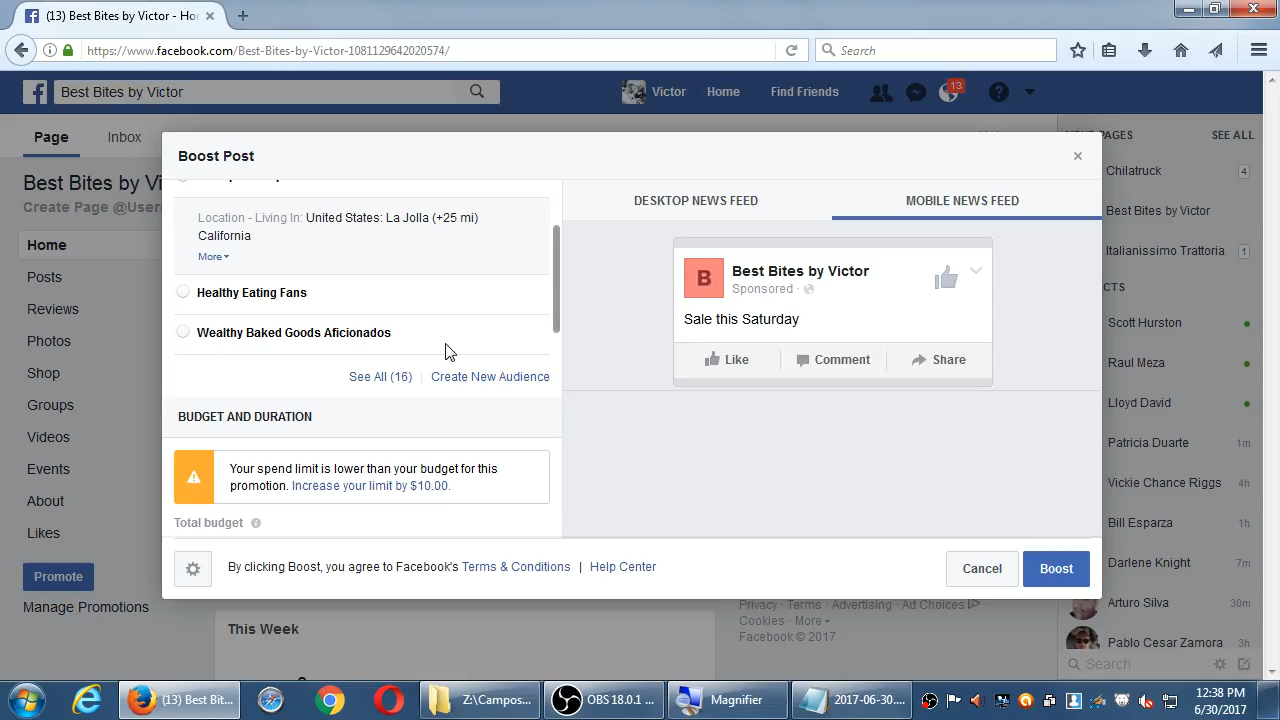 (13) Best Bites by Victor - Ho
https://www.facebook.com/Best-Bites-by-Victor-1081129642020574/
Search
Best Bites by Victor
Victor
Home
Find Friends
13
Page
Inbox
PAGES
SEE ALL
Boost Post
Best Bites by Vi
Create Page @User
Home
Posts
Reviews
Photos
Shop
Groups
Videos
Events
About
Likes
Promote
Manage Promotions
Location - Living In: United States: La Jolla (+25 mi)
California
More
Healthy Eating Fans
Wealthy Baked Goods Aficionados
See All (16)
Create New Audience
BUDGET AND DURATION
Your spend limit is lower than your budget for this
promotion. Increase your limit by $10.00.
Total budget
DESKTOP NEWS FEED
MOBILE NEWS FEED
B
Best Bites by Victor
Sponsored ·
Sale this Saturday
Like
Comment
Share
By clicking Boost, you agree to Facebook's Terms & Conditions | Help Center
Cancel
Boost
This Week
Privacy · Terms · Advertising · Ad Choices
Cookies · More
Facebook © 2017
Chilatruck
4
Best Bites by Victor
Italianissimo Trattoria
1
CTS
Scott Hurston
Raul Meza
Lloyd David
Patricia Duarte
1m
Vickie Chance Riggs
4h
Bill Esparza
1h
Darlene Knight
7m
Arturo Silva
30m
Pablo Cesar Zamora
3h
Search
(13) Best Bit...
Z:\Campos...
OBS 18.0.1 ...
Magnifier
2017-06-30....
12:38 PM
6/30/2017